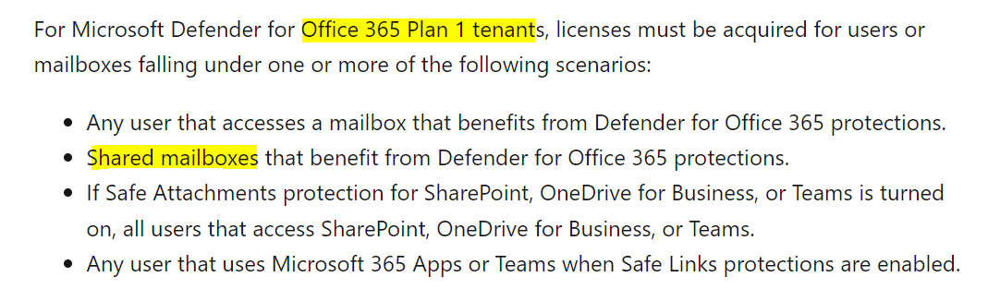 For Microsoft Defender for Office 365 Plan 1 tenants, licenses must be acquired for users or
mailboxes falling under one or more of the following scenarios:
• Any user that accesses a mailbox that benefits from Defender for Office 365 protections.
• Shared mailboxes that benefit from Defender for Office 365 protections.
• If Safe Attachments protection for SharePoint, OneDrive for Business, or Teams is turned
on, all users that access SharePoint, OneDrive for Business, or Teams.
• Any user that uses Microsoft 365 Apps or Teams when Safe Links protections are enabled.